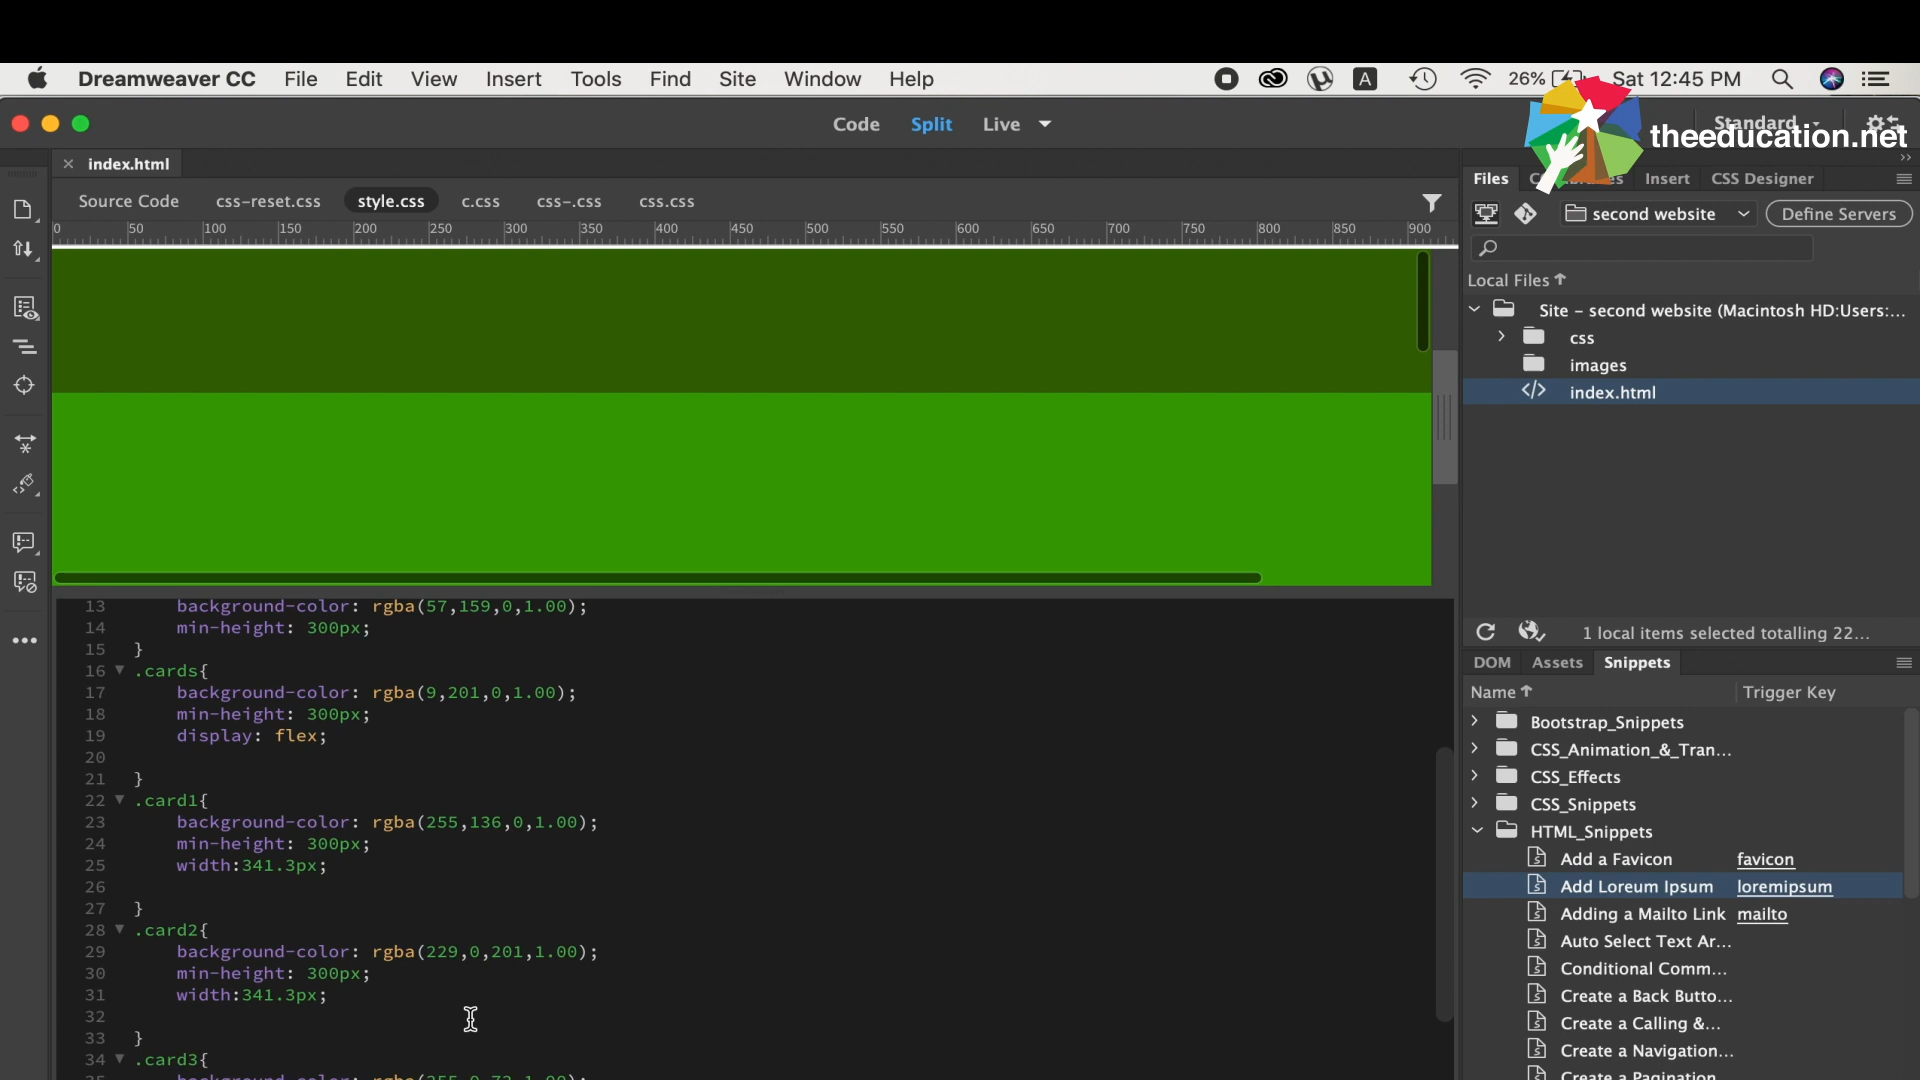 Dreamweaver CC File Edit View Insert Tools Find Site Window Help A 26% Sat 12:45 PM
Code Split Live Standard
theeducation.net
index.html
Files Insert CSS Designer
Source Code css-reset.css style.css c.css css-.css css.css
second website Define Servers
0 50 100 150 200 250 300 350 400 450 500 550 600 650 700 750 800 850 900
Local Files
Site – second website (Macintosh HD:Users:...
css
images
index.html
1 local items selected totalling 22...
13 background-color: rgba(57,159,0,1.00);
14 min-height: 300px;
15 }
16 .cards{
17 background-color: rgba(9,201,0,1.00);
18 min-height: 300px;
19 display: flex;
20
21 }
22 .card1{
23 background-color: rgba(255,136,0,1.00);
24 min-height: 300px;
25 width:341.3px;
26
27 }
28 .card2{
29 background-color: rgba(229,0,201,1.00);
30 min-height: 300px;
31 width:341.3px;
32
33 }
34 .card3{
DOM Assets Snippets
Name Trigger Key
Bootstrap_Snippets
CSS_Animation_&_Tran...
CSS_Effects
CSS_Snippets
HTML_Snippets
Add a Favicon favicon
Add Loreum Ipsum loremipsum
Adding a Mailto Link mailto
Auto Select Text Ar...
Conditional Comm...
Create a Back Butto...
Create a Calling &...
Create a Navigation...
Create a Pagination